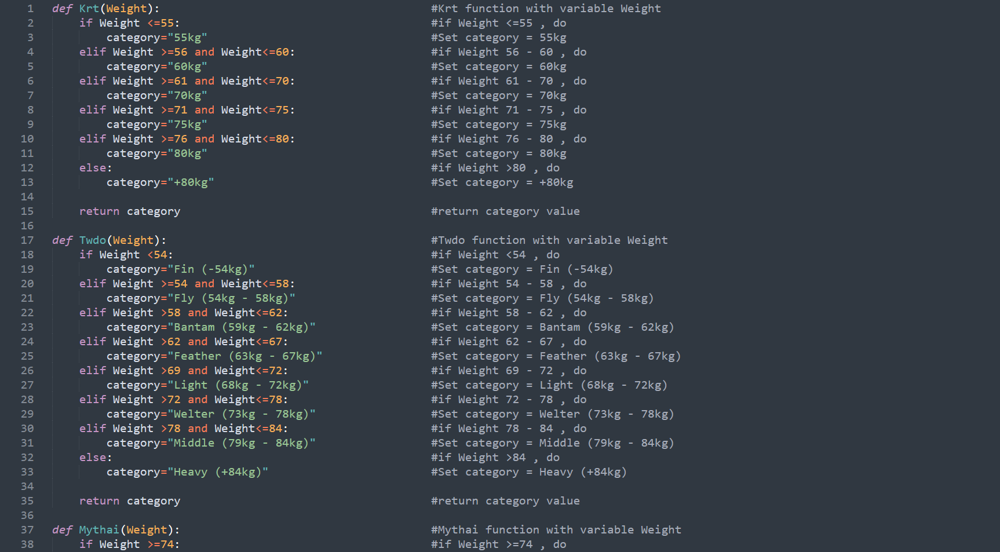 1 def Krt(Weight): #Krt function with variable Weight
2 if Weight <=55: #if Weight <=55 , do
3 category="55kg" #Set category = 55kg
4 elif Weight >=56 and Weight<=60: #if Weight 56 - 60 , do
5 category="60kg" #Set category = 60kg
6 elif Weight >=61 and Weight<=70: #if Weight 61 - 70 , do
7 category="70kg" #Set category = 70kg
8 elif Weight >=71 and Weight<=75: #if Weight 71 - 75 , do
9 category="75kg" #Set category = 75kg
10 elif Weight >=76 and Weight<=80: #if Weight 76 - 80 , do
11 category="80kg" #Set category = 80kg
12 else: #if Weight >80 , do
13 category="+80kg" #Set category = +80kg
14
15 return category #return category value
16
17 def Twdo(Weight): #Twdo function with variable Weight
18 if Weight <54: #if Weight <54 , do
19 category="Fin (-54kg)" #Set category = Fin (-54kg)
20 elif Weight >=54 and Weight<=58: #if Weight 54 - 58 , do
21 category="Fly (54kg - 58kg)" #Set category = Fly (54kg - 58kg)
22 elif Weight >58 and Weight<=62: #if Weight 58 - 62 , do
23 category="Bantam (59kg - 62kg)" #Set category = Bantam (59kg - 62kg)
24 elif Weight >62 and Weight<=67: #if Weight 62 - 67 , do
25 category="Feather (63kg - 67kg)" #Set category = Feather (63kg - 67kg)
26 elif Weight >69 and Weight<=72: #if Weight 69 - 72 , do
27 category="Light (68kg - 72kg)" #Set category = Light (68kg - 72kg)
28 elif Weight >72 and Weight<=78: #if Weight 72 - 78 , do
29 category="Welter (73kg - 78kg)" #Set category = Welter (73kg - 78kg)
30 elif Weight >78 and Weight<=84: #if Weight 78 - 84 , do
31 category="Middle (79kg - 84kg)" #Set category = Middle (79kg - 84kg)
32 else: #if Weight >84 , do
33 category="Heavy (+84kg)" #Set category = Heavy (+84kg)
34
35 return category #return category value
36
37 def Mythai(Weight): #Mythai function with variable Weight
38 if Weight >=74: #if Weight >=74 , do